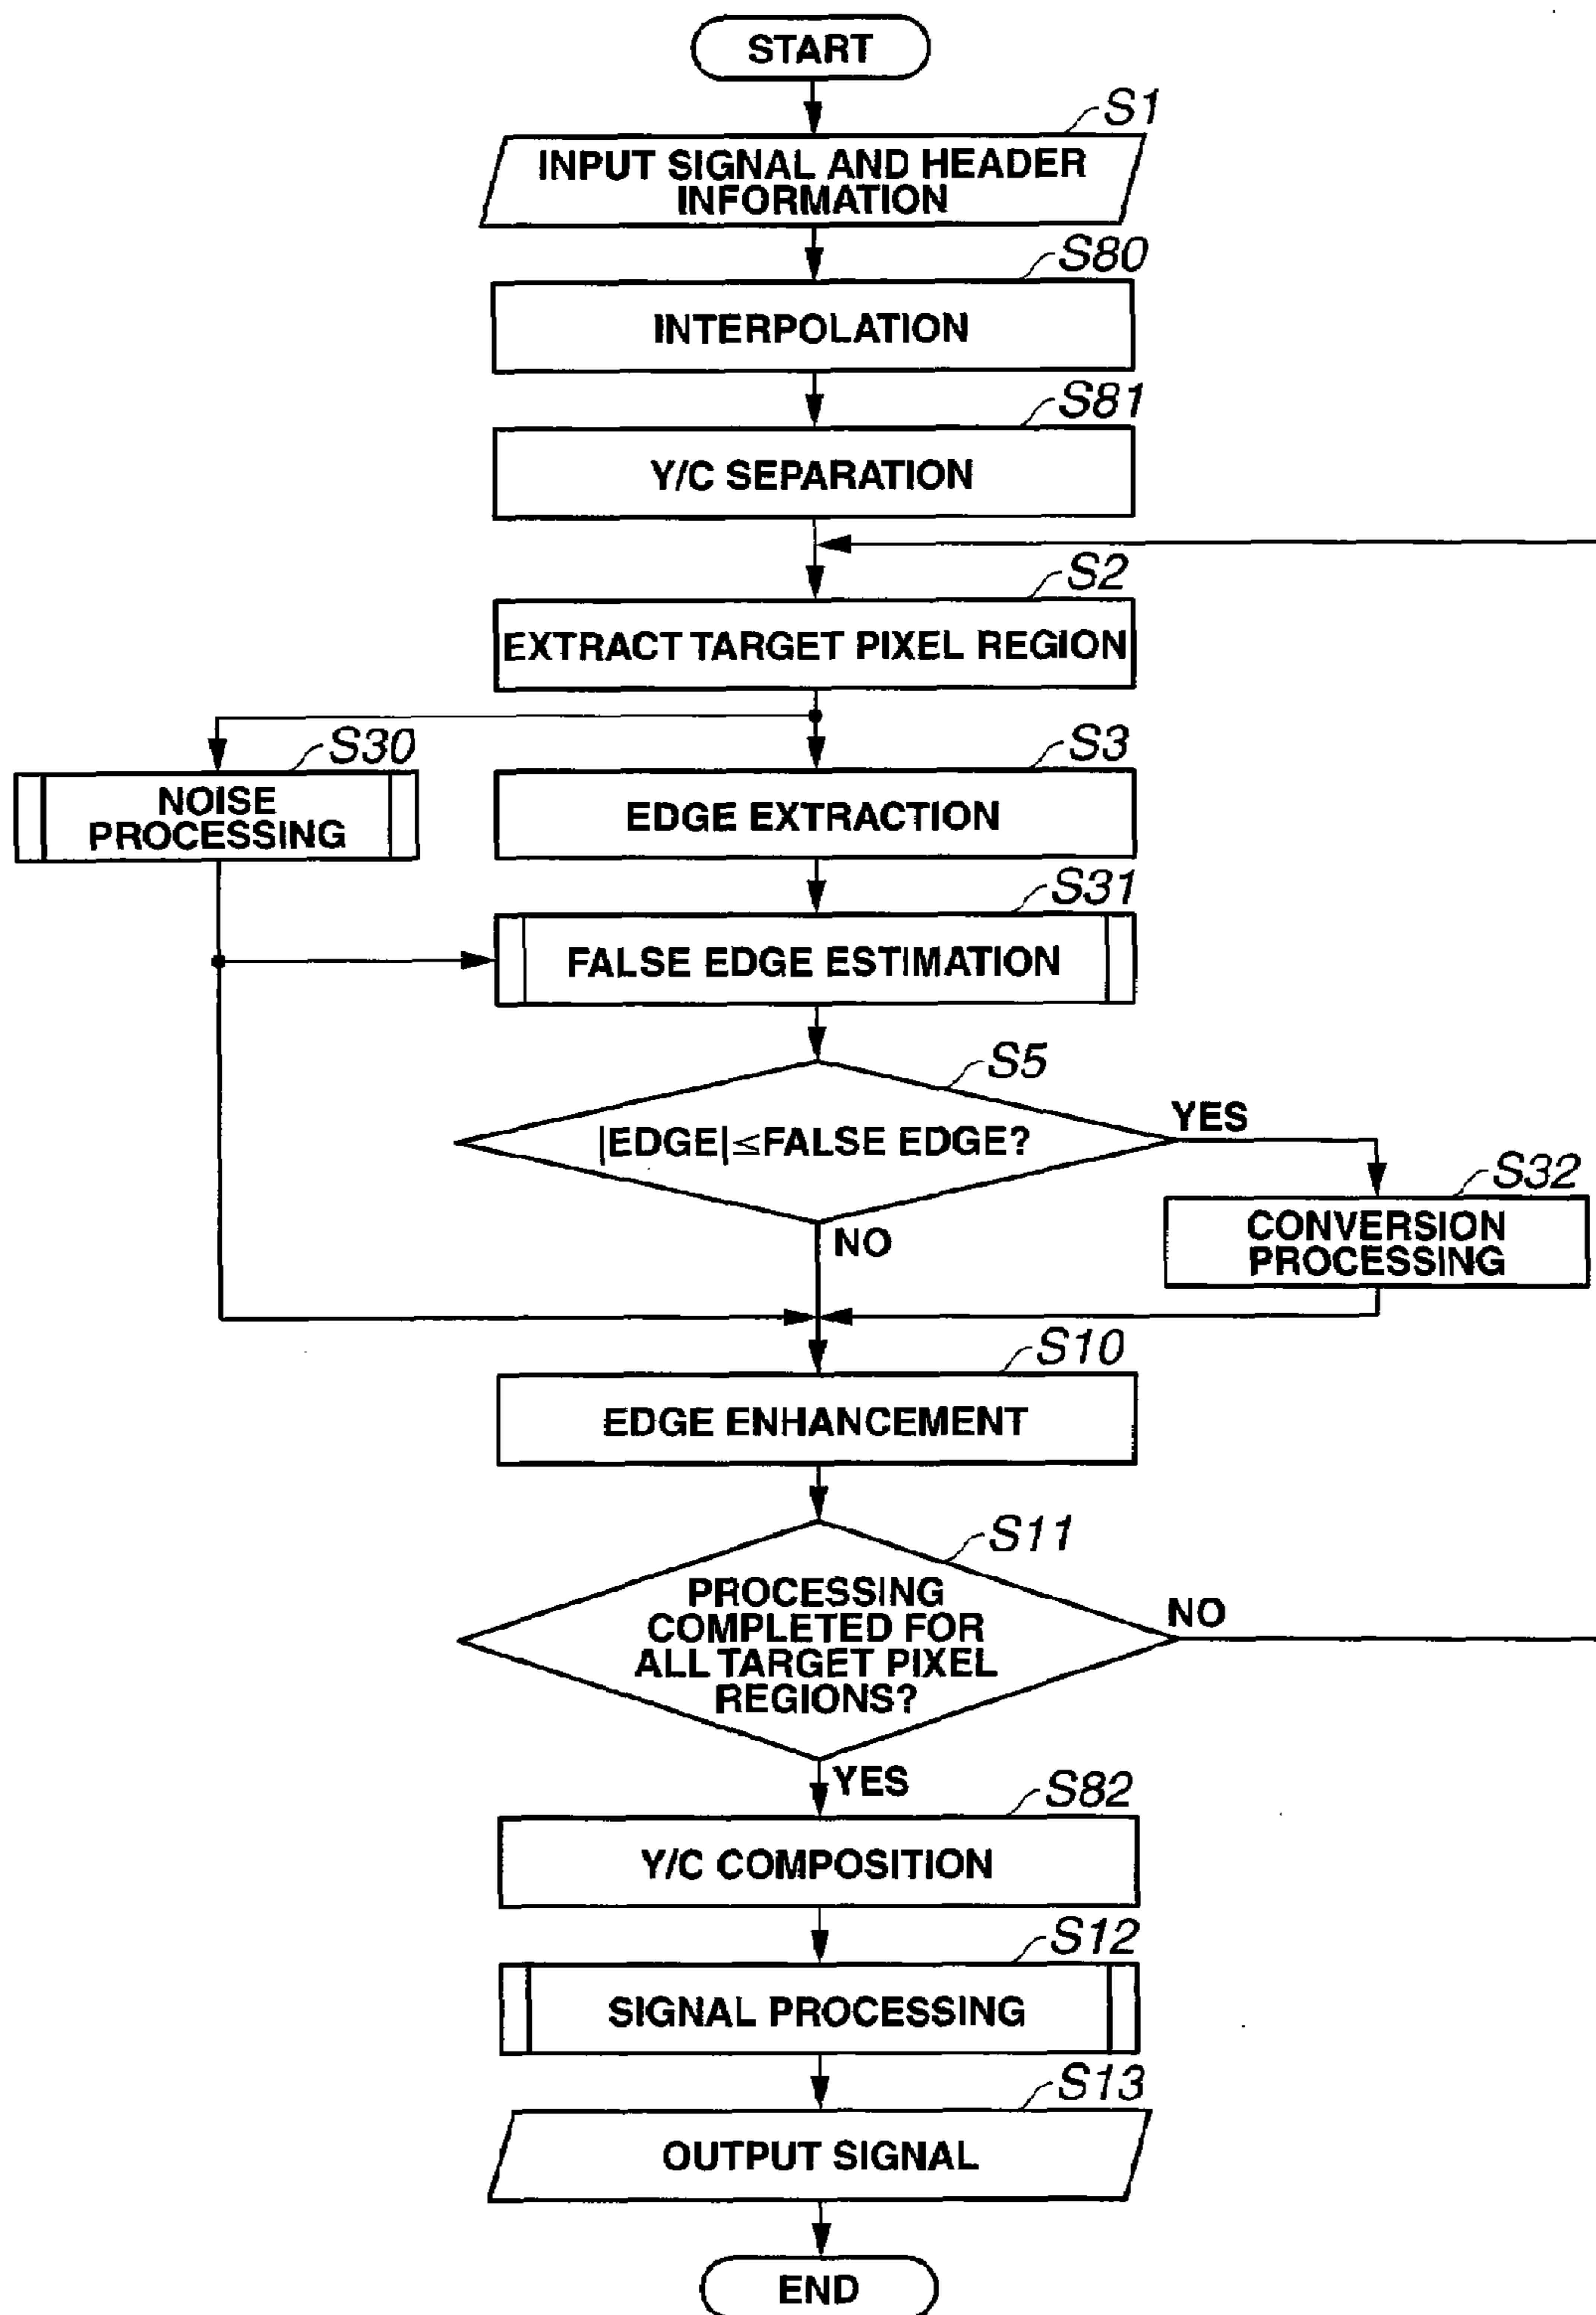 START
S1
INPUT SIGNAL AND HEADER
INFORMATION
S80
INTERPOLATION
S81
Y/C SEPARATION
S2
EXTRACT TARGET PIXEL REGION
S30
NOISE
PROCESSING
S3
EDGE EXTRACTION
S31
FALSE EDGE ESTIMATION
S5
|EDGE|≤FALSE EDGE?
YES
NO
S32
CONVERSION
PROCESSING
S10
EDGE ENHANCEMENT
S11
PROCESSING
COMPLETED FOR
ALL TARGET PIXEL
REGIONS?
NO
YES
S82
Y/C COMPOSITION
S12
SIGNAL PROCESSING
S13
OUTPUT SIGNAL
END